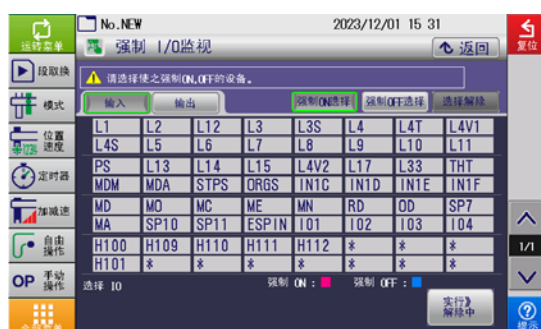 No.NEW 2023/12/01 15 31
运转菜单
强制 I/O监视
返回
复位
段取换
请选择使之强制ON,OFF的设备。
模式
输入 输出 强制ON选择 强制OFF选择 选择解除
L1 L2 L12 L3 L3S L4 L4T L4V1
位置速度
L4S L5 L6 L7 L8 L9 L10 L11
PS L13 L14 L15 L4V2 L17 L33 THT
定时器
MDM MDA STPS ORGS IN1C IN1D IN1E IN1F
MD MO MC ME MN RD OD SP7
加减速
MA SP10 SP11 ESPIN I01 I02 I03 I04
H100 H109 H110 H111 H112 * * *
自由操作
1/1
H101 * * * * * * *
OP 手动操作
选择 IO 强制 ON : 强制 OFF :
实行》
解除中
全般菜单
提示